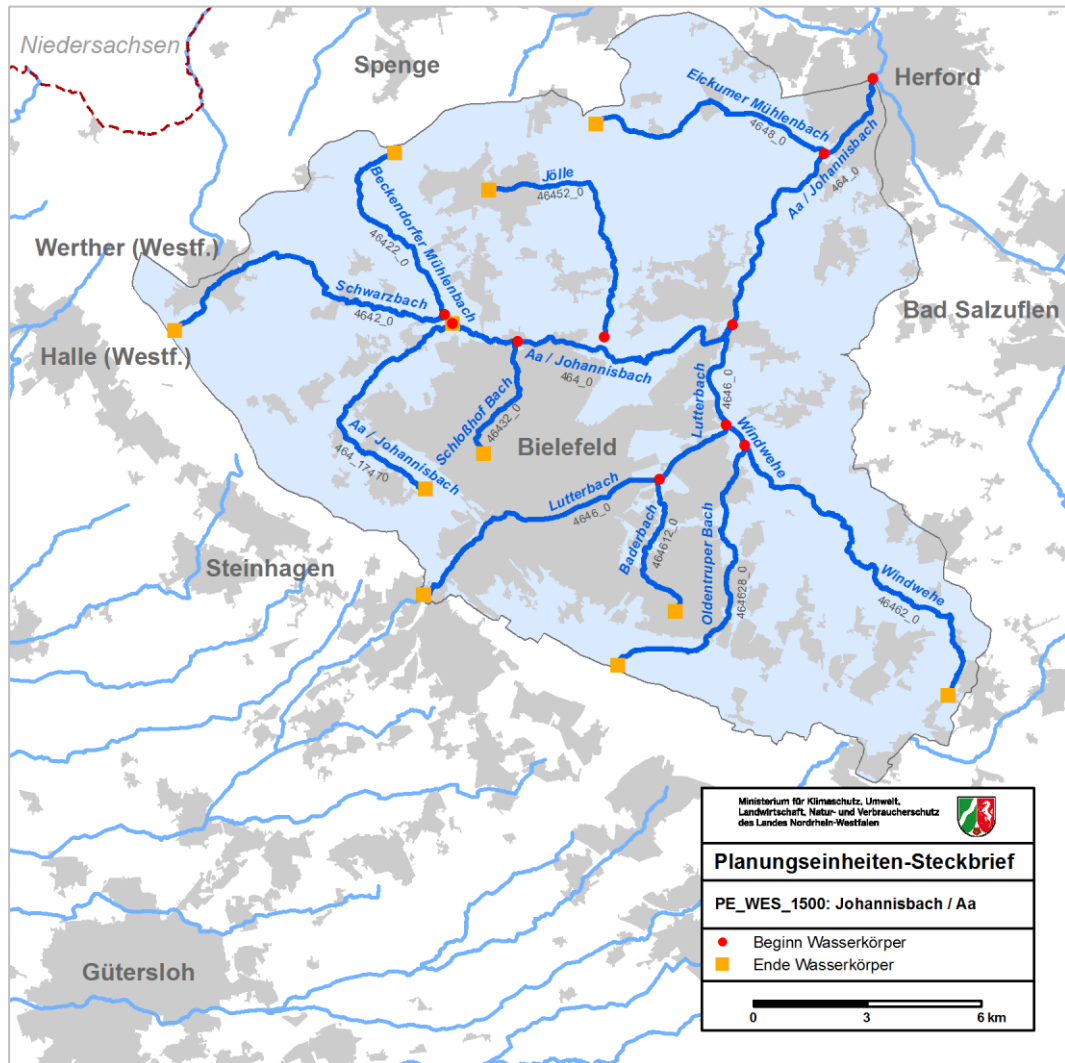 Niedersachsen
Spenge
Herford
Eickumer Mühlenbach
4648_0
Aa / Johannisbach
464_0
Beckendorfer Mühlenbach
46422_0
Jölle
46452_0
Werther (Westf.)
Schwarzbach
4642_0
Bad Salzuflen
Halle (Westf.)
Aa / Johannisbach
464_0
Schloßhof Bach
46432_0
Lutterbach
4646_0
Windwehe
Aa / Johannisbach
464_17470
Bielefeld
Lutterbach
4646_0
Baderbach
464612_0
Oldentruper Bach
464628_0
Windwehe
46462_0
Steinhagen
Gütersloh
Ministerium für Klimaschutz, Umwelt,
Landwirtschaft, Natur- und Verbraucherschutz
des Landes Nordrhein-Westfalen
Planungseinheiten-Steckbrief
PE_WES_1500: Johannisbach / Aa
Beginn Wasserkörper
Ende Wasserkörper
0 3 6 km